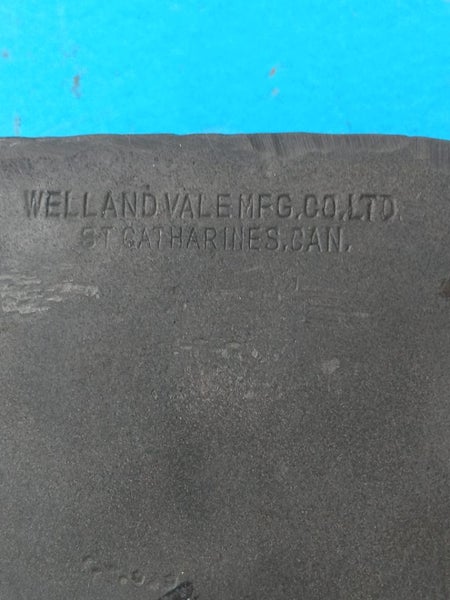 WELLAND VALE MFG. CO. LTD.
ST CATHARINES, CAN.